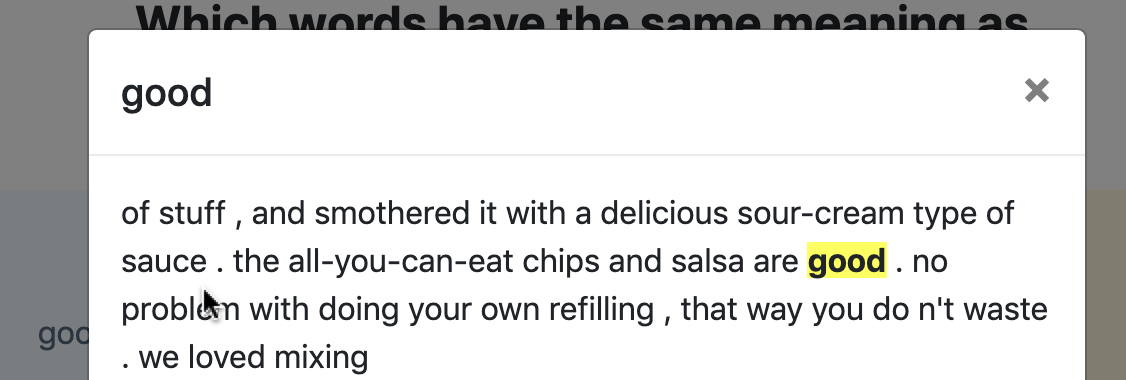 Which words have the same meaning as
good
×
of stuff , and smothered it with a delicious sour-cream type of
sauce . the all-you-can-eat chips and salsa are good . no
problem with doing your own refilling , that way you do n't waste
goo
. we loved mixing